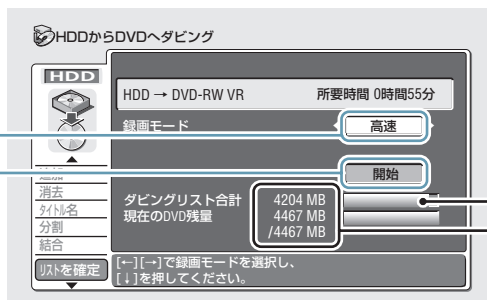 HDDからDVDへダビング
HDD
HDD → DVD-RW VR 所要時間 0時間55分
録画モード 高速
開始
消去
タイトル名
分割
結合
ダビングリスト合計 4204 MB
現在のDVD残量 4467 MB
/4467 MB
リストを確定
[←][→]で録画モードを選択し、
[↓]を押してください。